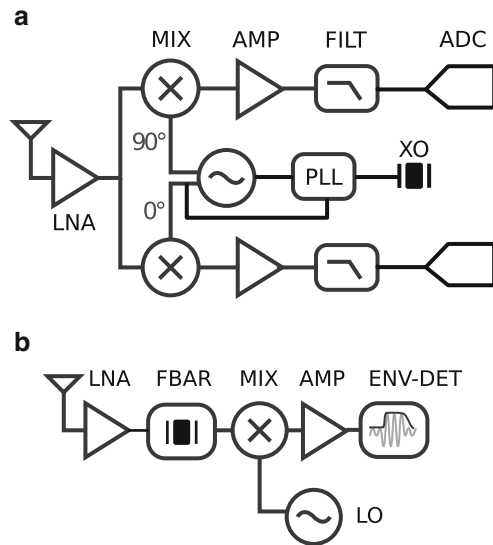 a
MIX AMP FILT ADC
90°
XO
PLL
0°
LNA
b
LNA FBAR MIX AMP ENV-DET
LO